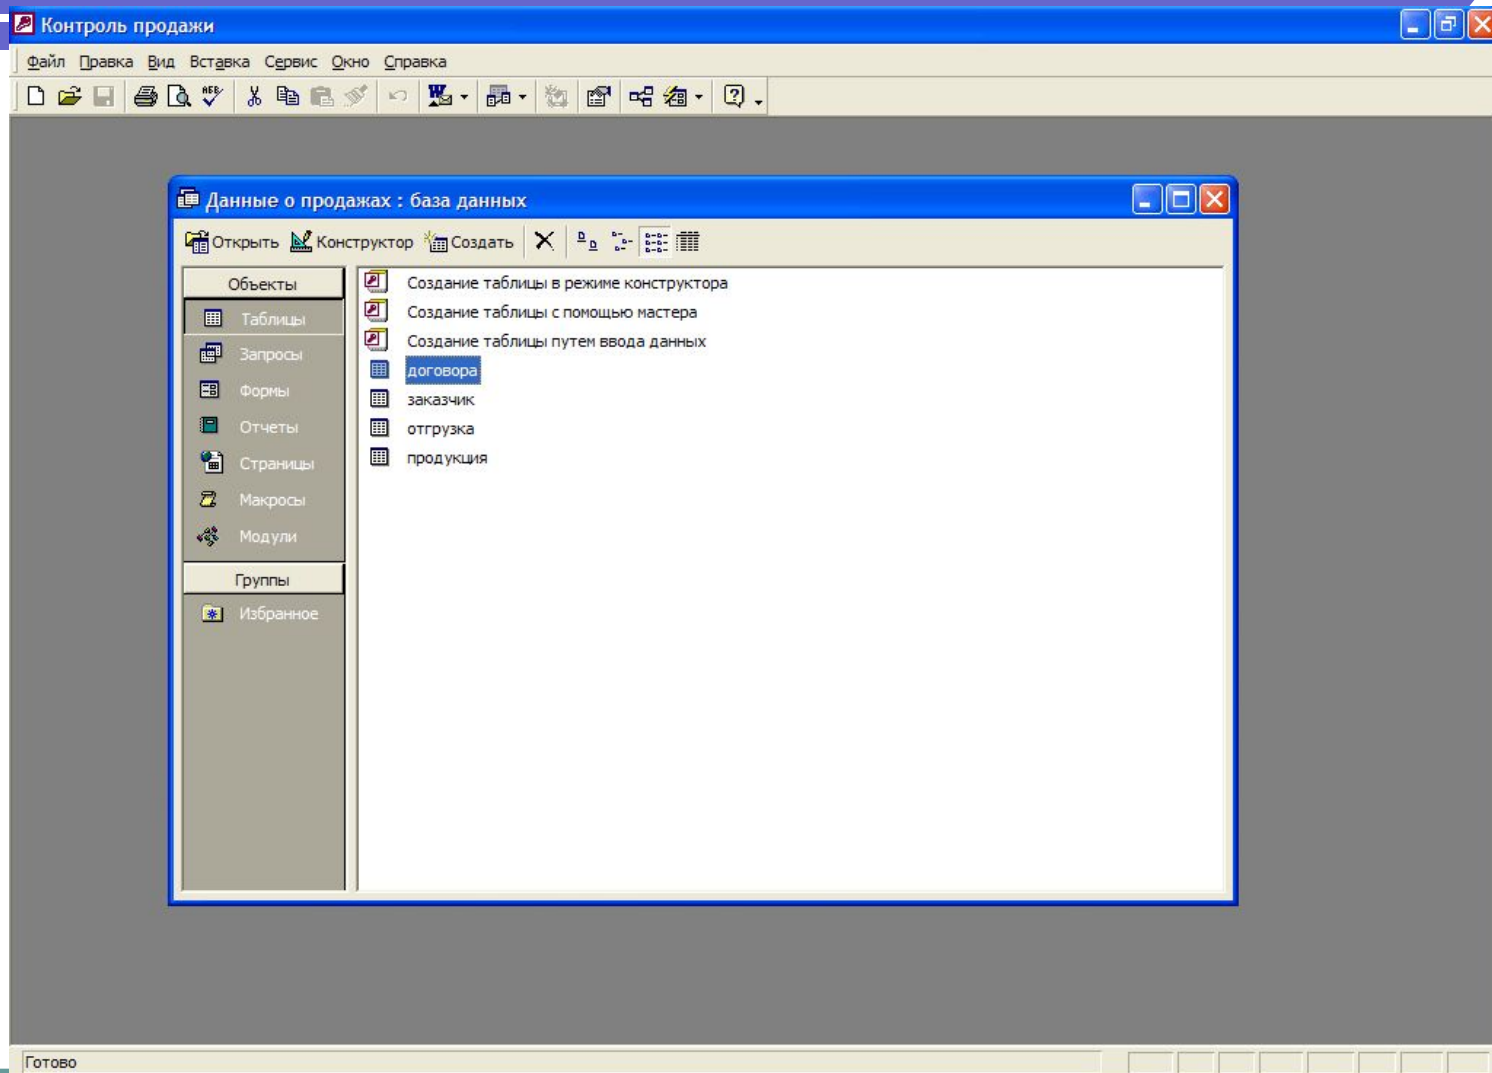 Контроль продажи
Файл Правка Вид Вставка Сервис Окно Справка
Данные о продажах : база данных
Открыть Конструктор Создать
Объекты
Таблицы
Запросы
Формы
Отчеты
Страницы
Макросы
Модули
Группы
Избранное
Создание таблицы в режиме конструктора
Создание таблицы с помощью мастера
Создание таблицы путем ввода данных
договора
заказчик
отгрузка
продукция
Готово